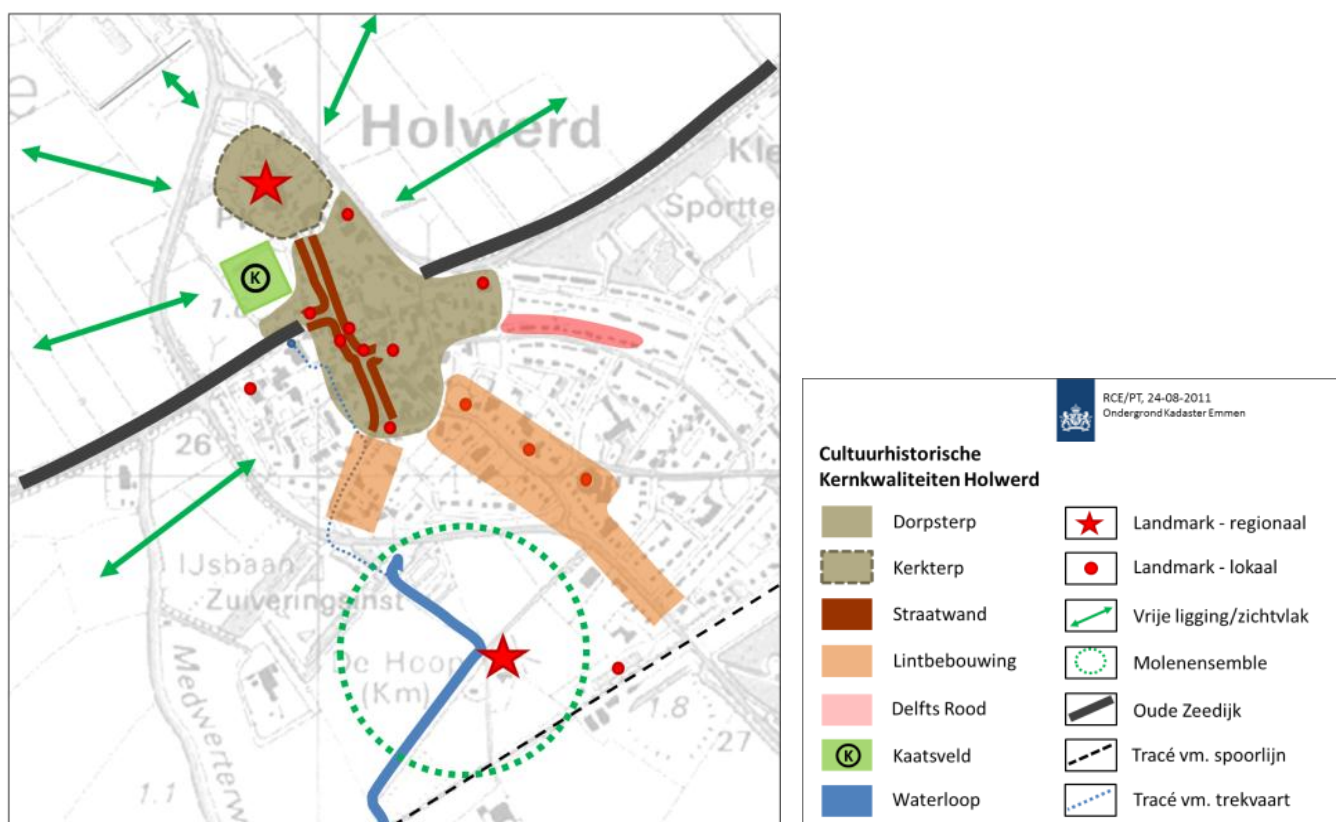 Holwerd
Kle
Sportte
K
1.8
26
IJsbaan
Zuiveringsinst
De Hoop
(Km)
Medwerterw
1.8
27
1.1
RCE/PT, 24-08-2011
Ondergrond Kadaster Emmen
Cultuurhistorische
Kernkwaliteiten Holwerd
Dorpsterp
Kerkterp
Straatwand
Lintbebouwing
Delfts Rood
K
Kaatsveld
Waterloop
Landmark - regionaal
Landmark - lokaal
Vrije ligging/zichtvlak
Molenensemble
Oude Zeedijk
Tracé vm. spoorlijn
Tracé vm. trekvaart